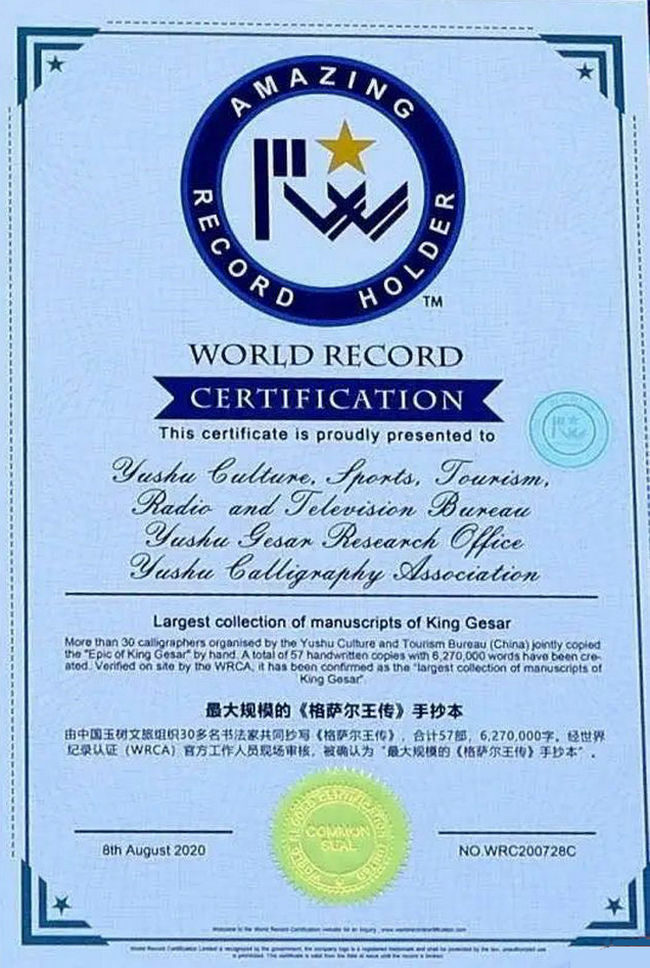 AMAZING
RECORD HOLDER
TM
WORLD RECORD
CERTIFICATION
This certificate is proudly presented to
Yushu Culture, Sports, Tourism,
Radio and Television Bureau
Yushu Gesar Research Office
Yushu Calligraphy Association
Largest collection of manuscripts of King Gesar
More than 30 calligraphers organised by the Yushu Culture and Tourism Bureau (China) jointly copied
the "Epic of King Gesar" by hand. A total of 57 handwritten copies with 6,270,000 words have been cre-
ated. Verified on site by the WRCA, it has been confirmed as the "largest collection of manuscripts of
King Gesar".
最大规模的《格萨尔王传》手抄本
由中国玉树文旅组织30多名书法家共同抄写《格萨尔王传》，合计57部，6,270,000字。经世界
纪录认证（WRCA）官方工作人员现场审核，被确认为“最大规模的《格萨尔王传》手抄本”。
COMMON
SEAL
8th August 2020
NO.WRC200728C